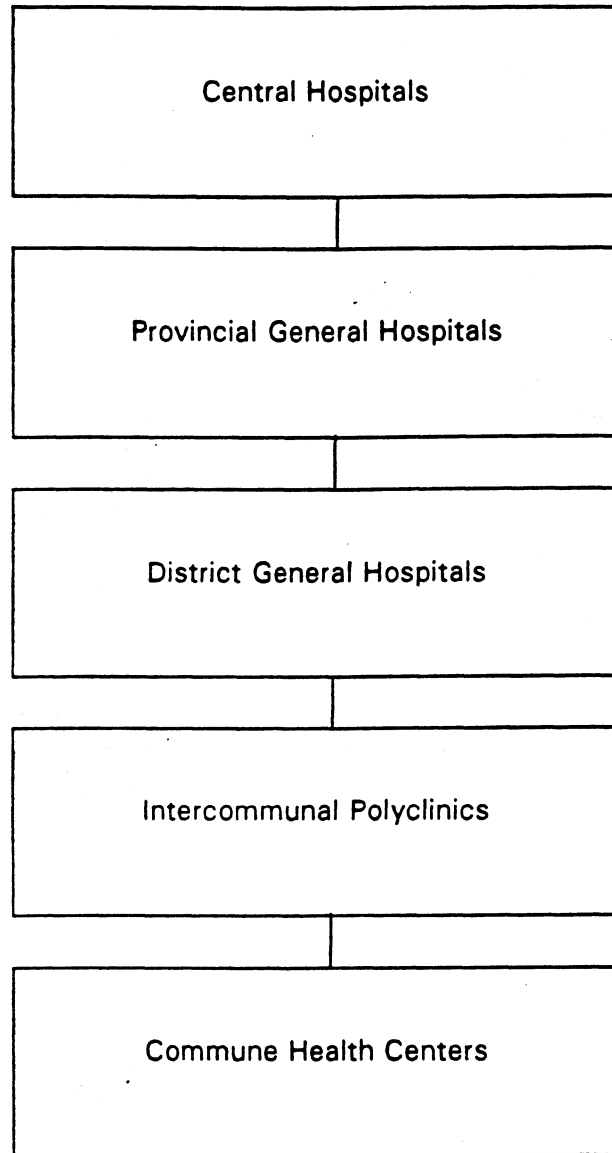 Central Hospitals
Provincial General Hospitals
District General Hospitals
Intercommunal Polyclinics
Commune Health Centers